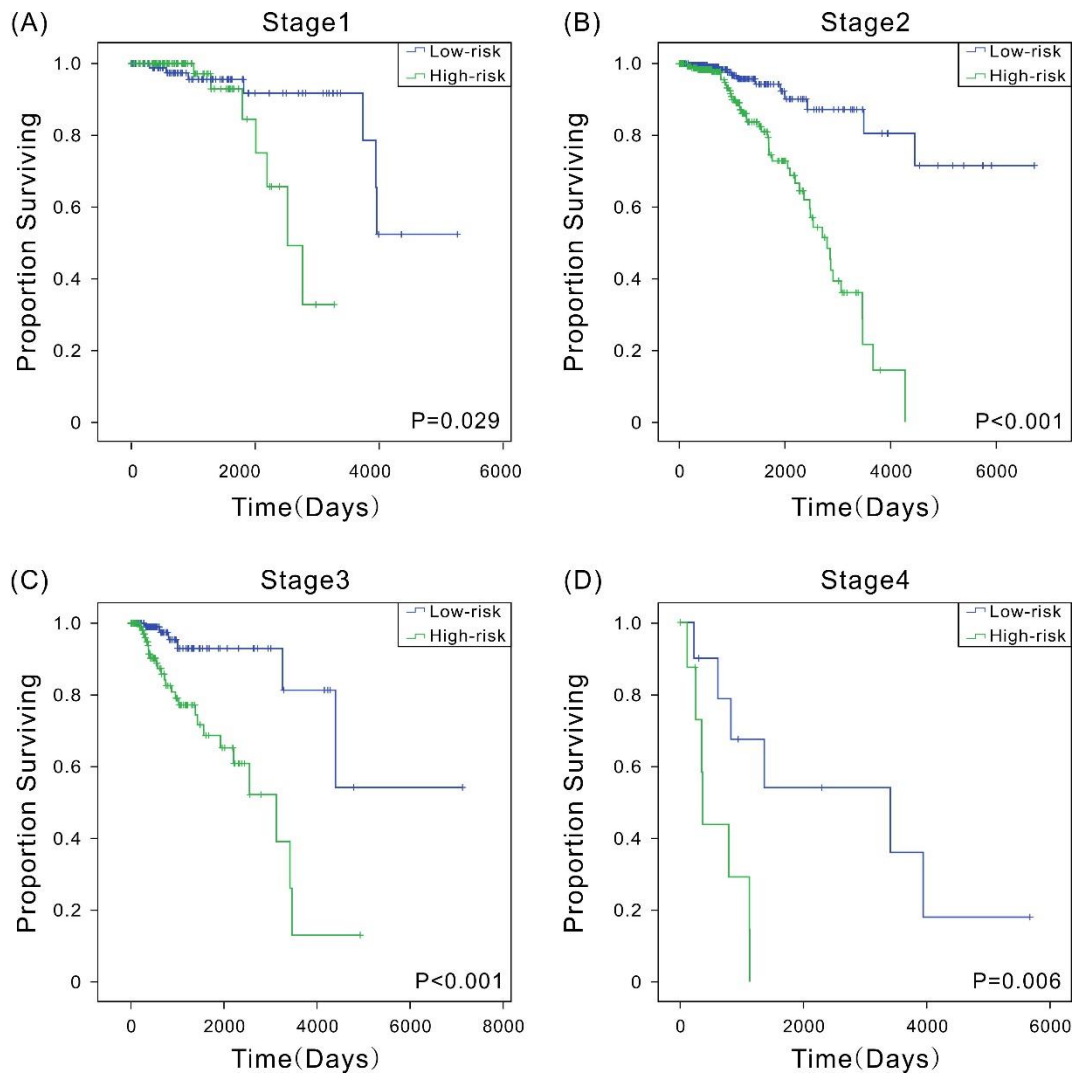 (A) Stage1
Low-risk
High-risk
1.0
0.8
0.6
0.4
0.2
0
Proportion Surviving
P=0.029
0 2000 4000 6000
Time(Days)
(B) Stage2
Low-risk
High-risk
1.0
0.8
0.6
0.4
0.2
0
Proportion Surviving
P<0.001
0 2000 4000 6000
Time(Days)
(C) Stage3
Low-risk
High-risk
1.0
0.8
0.6
0.4
0.2
0
Proportion Surviving
P<0.001
0 2000 4000 6000 8000
Time(Days)
(D) Stage4
Low-risk
High-risk
1.0
0.8
0.6
0.4
0.2
0
Proportion Surviving
P=0.006
0 2000 4000 6000
Time(Days)